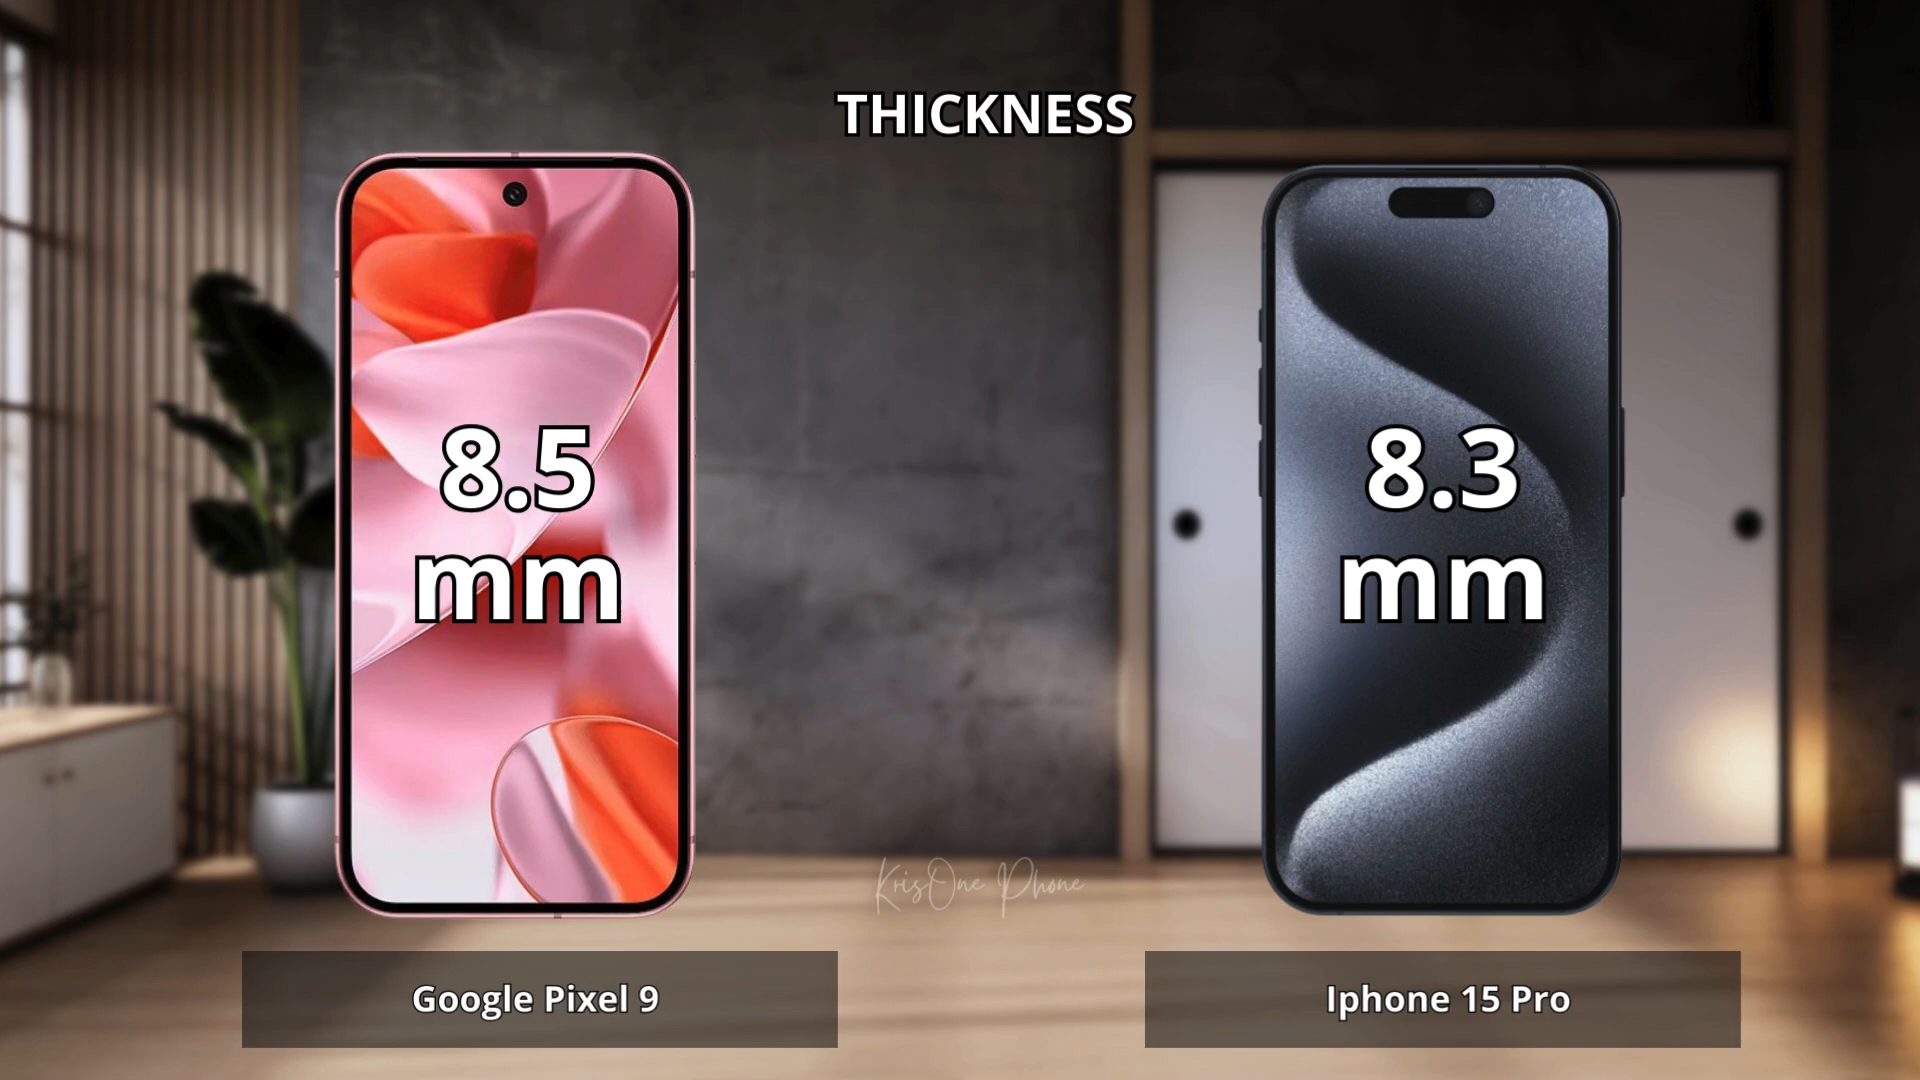 THICKNESS
8.5
mm
8.3
mm
KrisOne Phone
Google Pixel 9
Iphone 15 Pro